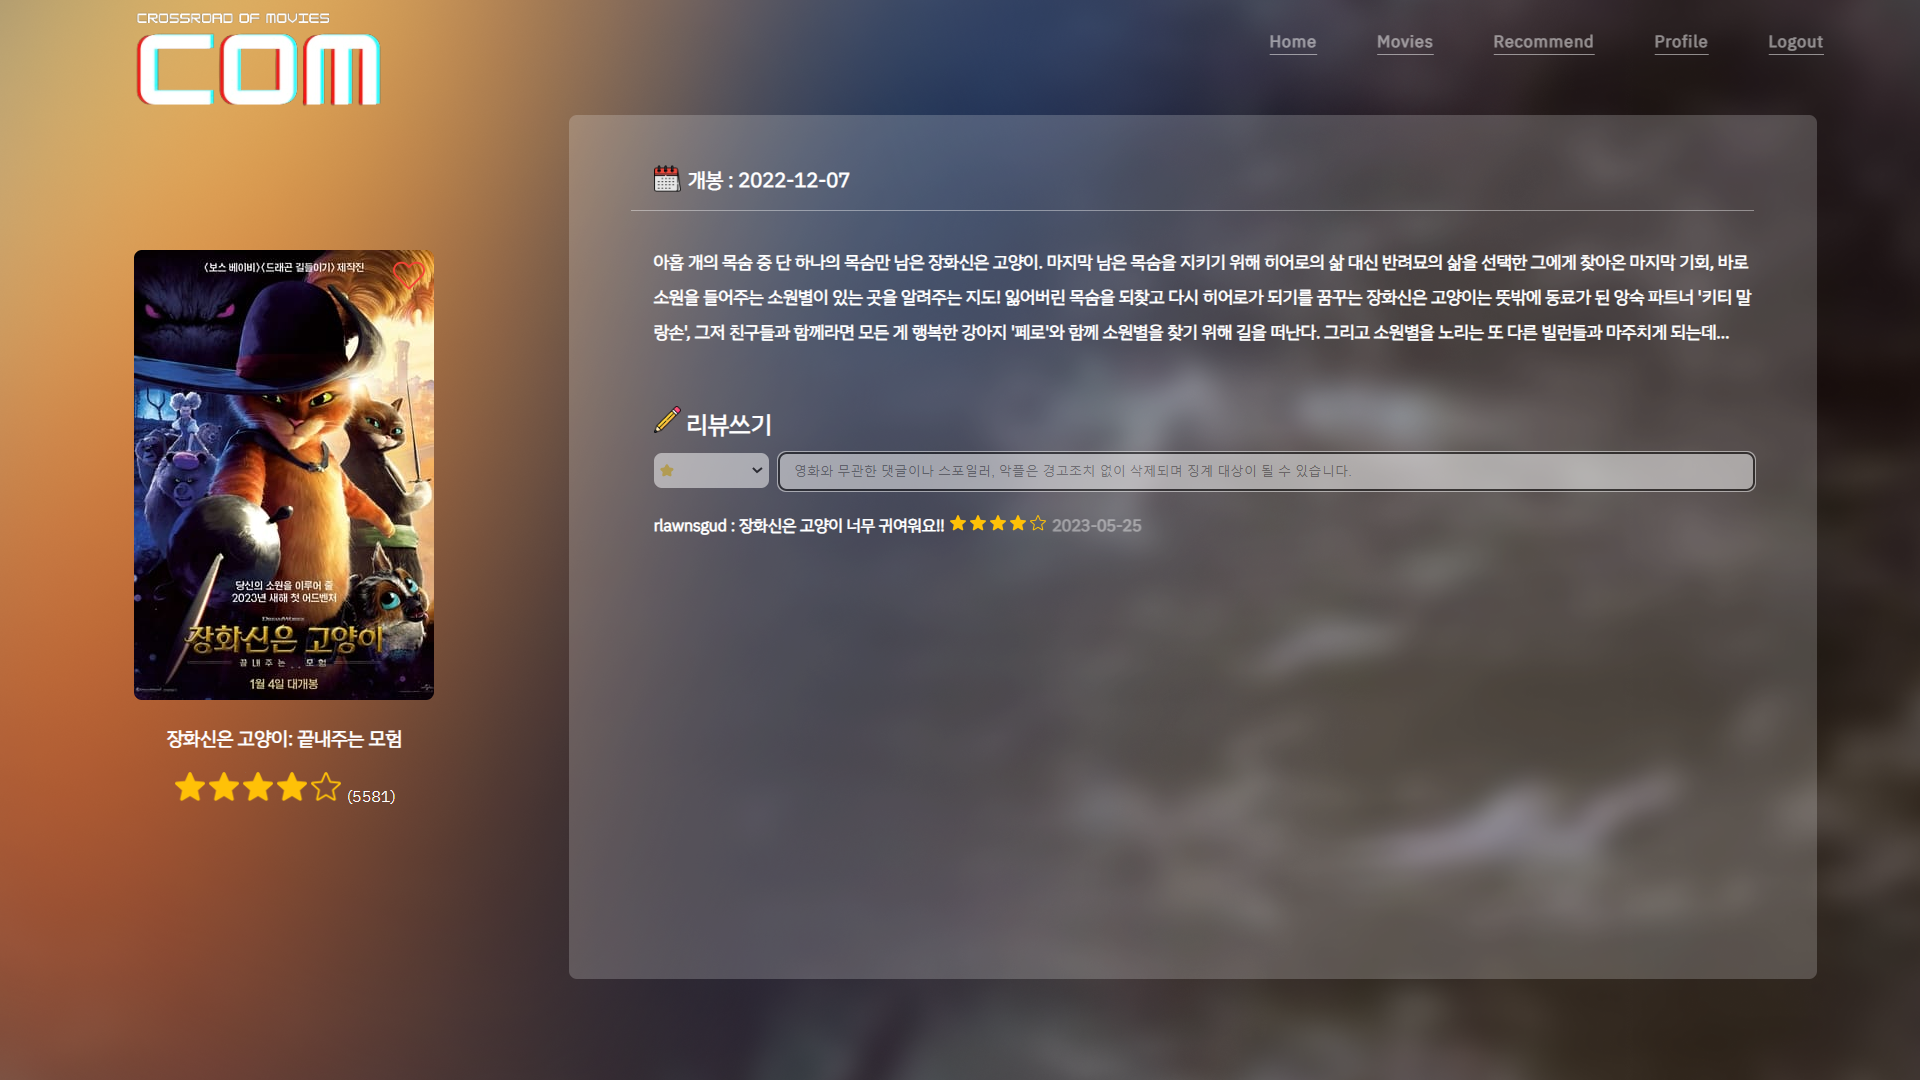 CROSSROAD OF MOVIES
COM
Home
Movies
Recommend
Profile
Logout
개봉 : 2022-12-07
아홉 개의 목숨 중 단 하나의 목숨만 남은 장화신은 고양이. 마지막 남은 목숨을 지키기 위해 히어로의 삶 대신 반려묘의 삶을 선택한 그에게 찾아온 마지막 기회, 바로
소원을 들어주는 소원별이 있는 곳을 알려주는 지도! 잃어버린 목숨을 되찾고 다시 히어로가 되기를 꿈꾸는 장화신은 고양이는 뜻밖에 동료가 된 앙숙 파트너 '키티 말
랑손', 그저 친구들과 함께라면 모든 게 행복한 강아지 '페로'와 함께 소원별을 찾기 위해 길을 떠난다. 그리고 소원별을 노리는 또 다른 빌런들과 마주치게 되는데…
리뷰쓰기
영화와 무관한 댓글이나 스포일러, 악플은 경고조치 없이 삭제되며 징계 대상이 될 수 있습니다.
rlawnsgud : 장화신은 고양이 너무 귀여워요!! 2023-05-25
<보스 베이비><드래곤 길들이기> 제작진
당신의 소원을 이루어 줄
2023년 새해 첫 어드벤처
DREAMWORKS
장화신은 고양이
끝내주는 모험
1월 4일 대개봉
장화신은 고양이: 끝내주는 모험
(5581)